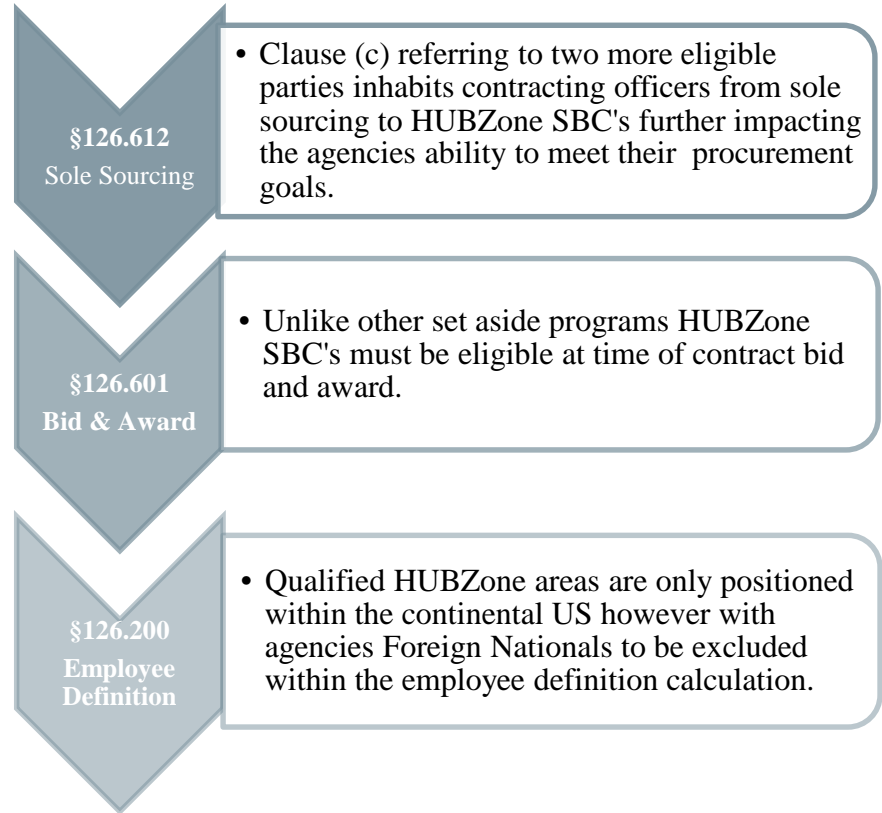 §126.612
Sole Sourcing
• Clause (c) referring to two more eligible
parties inhabits contracting officers from sole
sourcing to HUBZone SBC's further impacting
the agencies ability to meet their procurement
goals.
§126.601
Bid & Award
• Unlike other set aside programs HUBZone
SBC's must be eligible at time of contract bid
and award.
§126.200
Employee
Definition
• Qualified HUBZone areas are only positioned
within the continental US however with
agencies Foreign Nationals to be excluded
within the employee definition calculation.